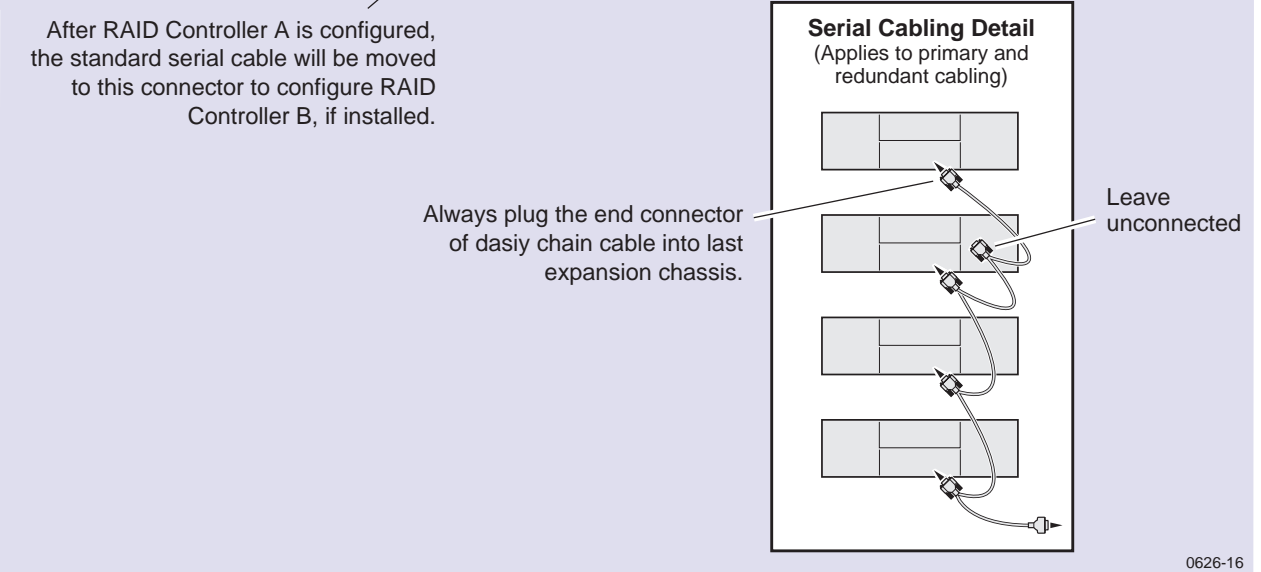 After RAID Controller A is configured,
the standard serial cable will be moved
to this connector to configure RAID
Controller B, if installed.
Serial Cabling Detail
(Applies to primary and
redundant cabling)
Always plug the end connector
of dasiy chain cable into last
expansion chassis.
Leave
unconnected
0626-16